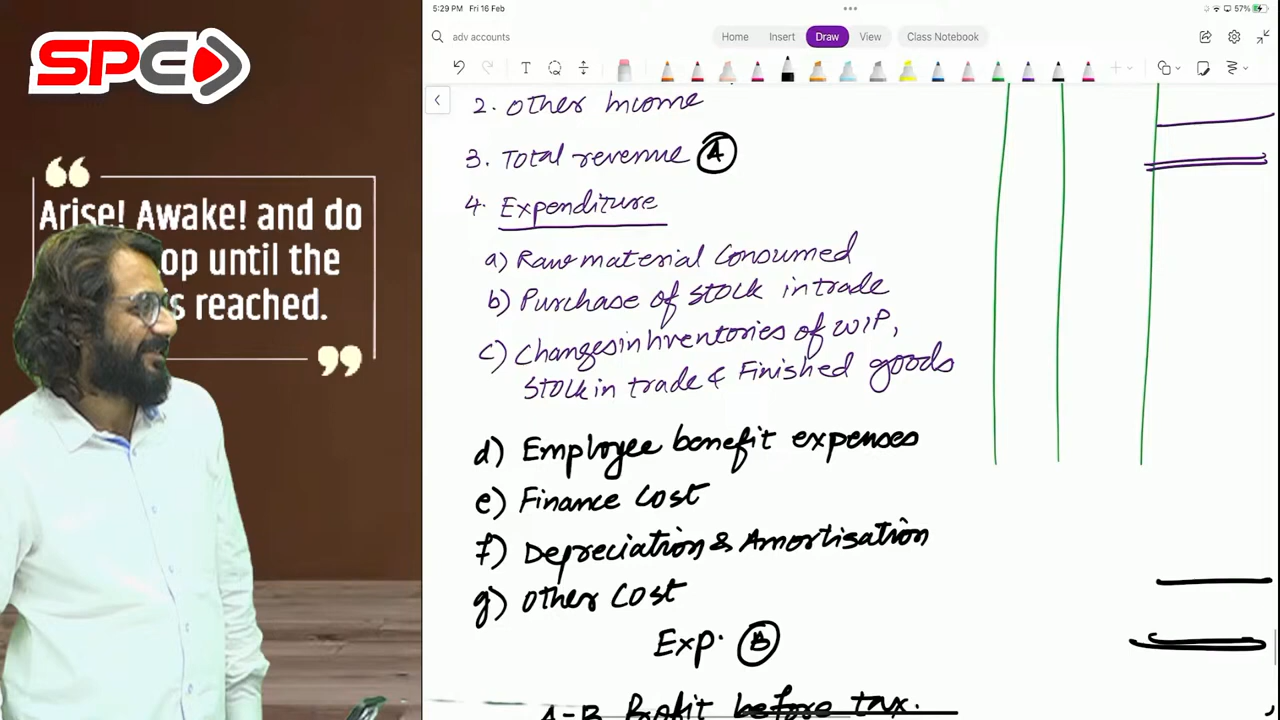 5:29 PM Fri 16 Feb
57%
adv accounts
Home Insert Draw View Class Notebook
SPE
Arise! Awake! and do
op until the
s reached.
2. Other Income
3. Total revenue A
4. Expenditure
a) Raw material Consumed
b) Purchase of stock in trade
c) Changes in Inventories of WIP,
Stock in trade & Finished goods
d) Employee benefit expenses
e) Finance Cost
f) Depreciation & Amortisation
g) Other Cost
Exp. B
A-B Profit before tax.